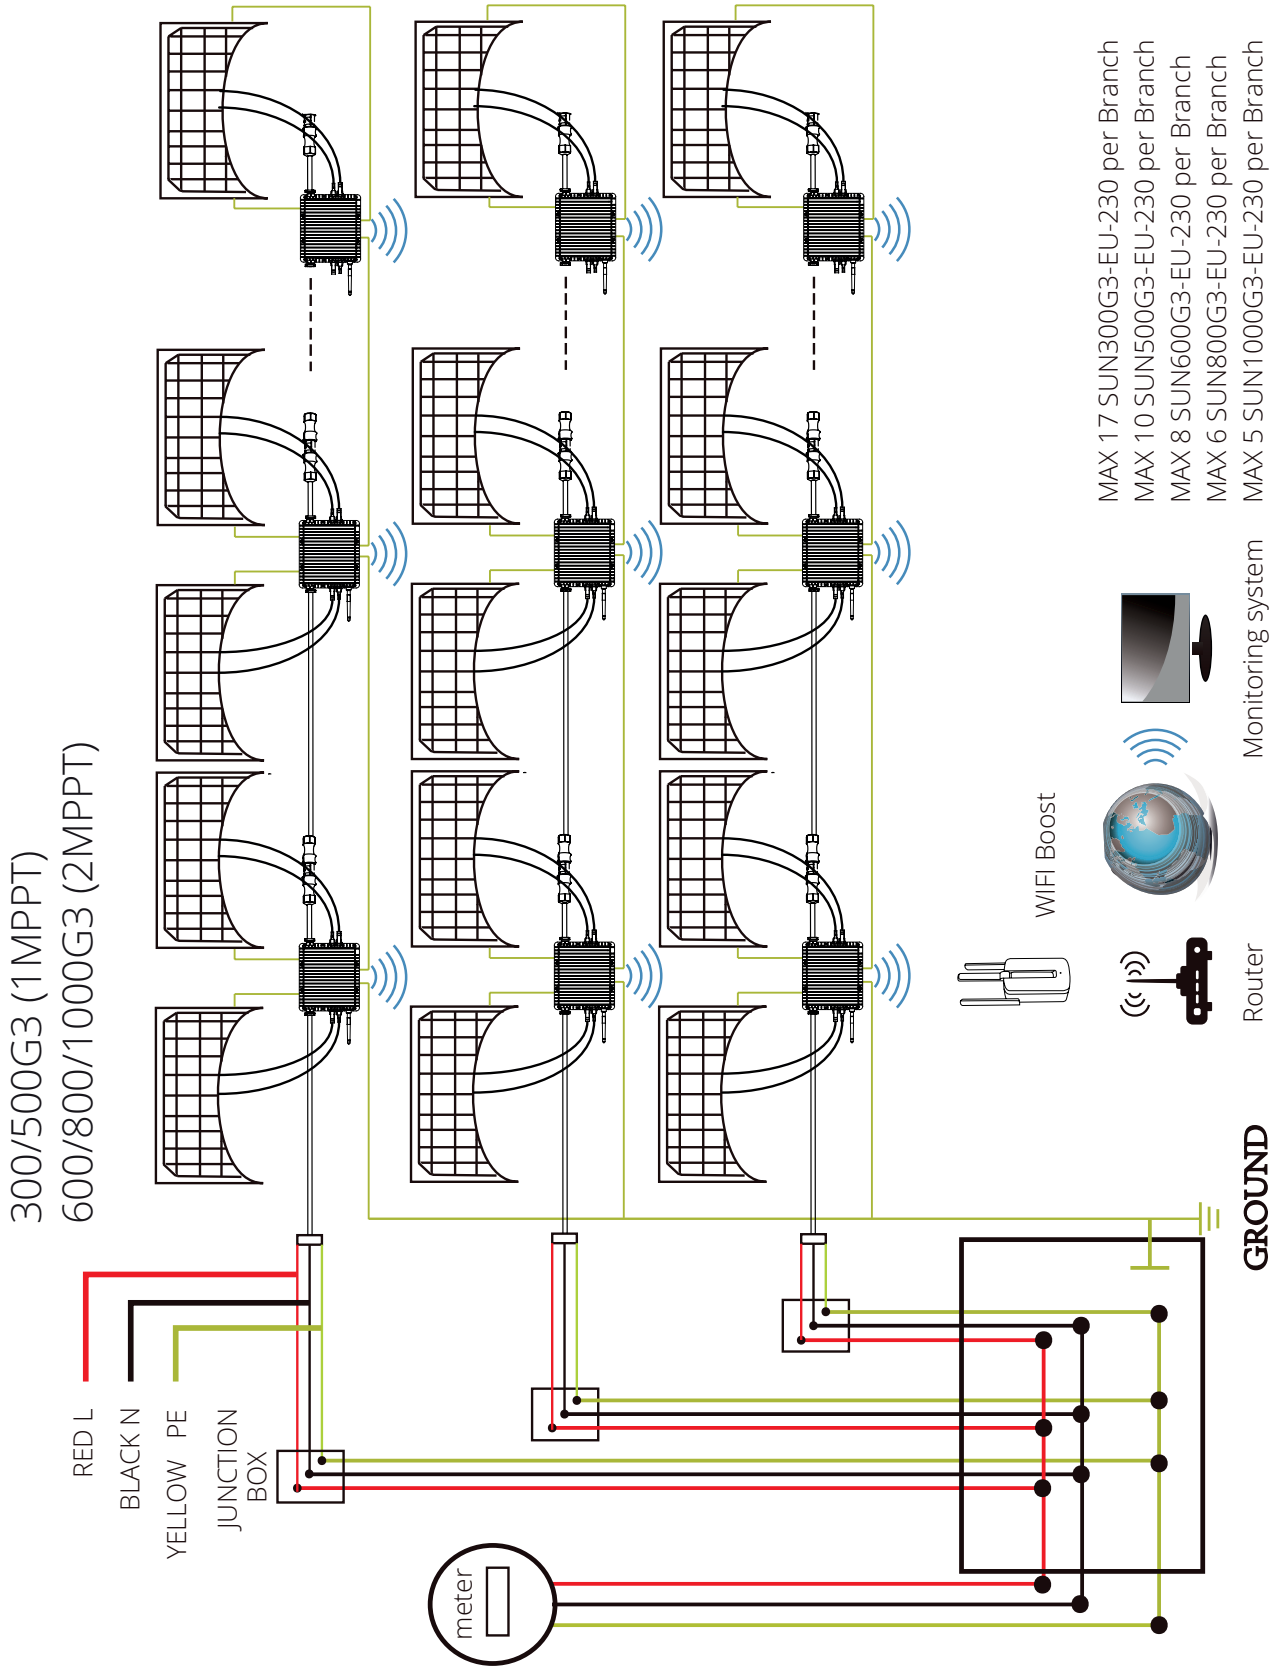 300/500G3 (1MPPT)
600/800/1000G3 (2MPPT)
RED L
BLACK N
YELLOW PE
JUNCTION
BOX
meter
GROUND
WIFI Boost
Router
Monitoring system
MAX 17 SUN300G3-EU-230 per Branch
MAX 10 SUN500G3-EU-230 per Branch
MAX 8 SUN600G3-EU-230 per Branch
MAX 6 SUN800G3-EU-230 per Branch
MAX 5 SUN1000G3-EU-230 per Branch